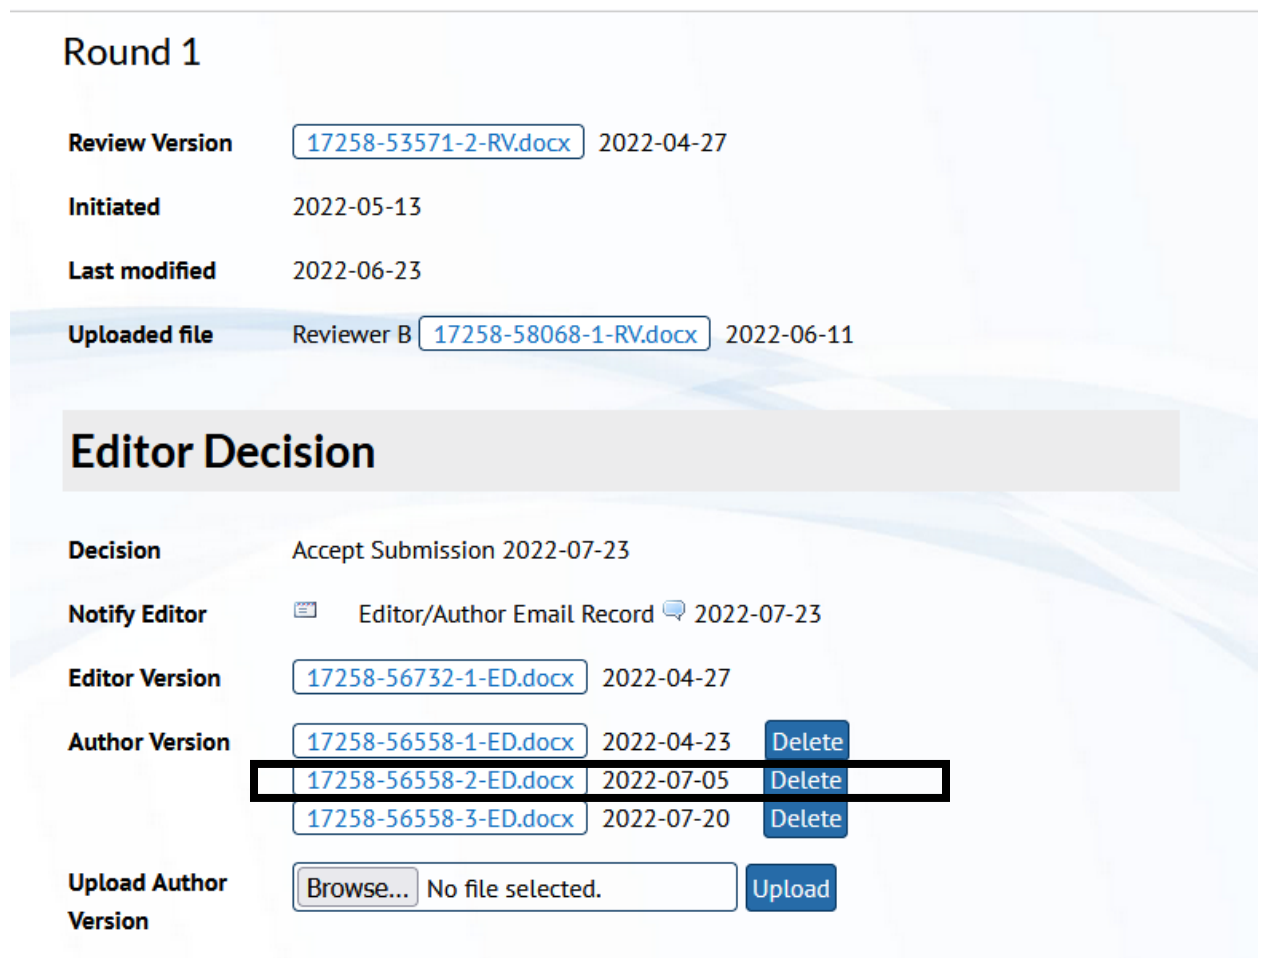 Round 1
Review Version 17258-53571-2-RV.docx 2022-04-27
Initiated 2022-05-13
Last modified 2022-06-23
Uploaded file Reviewer B 17258-58068-1-RV.docx 2022-06-11
Editor Decision
Decision Accept Submission 2022-07-23
Notify Editor Editor/Author Email Record 2022-07-23
Editor Version 17258-56732-1-ED.docx 2022-04-27
Author Version 17258-56558-1-ED.docx 2022-04-23 Delete
17258-56558-2-ED.docx 2022-07-05 Delete
17258-56558-3-ED.docx 2022-07-20 Delete
Upload Author Version Browse... No file selected. Upload